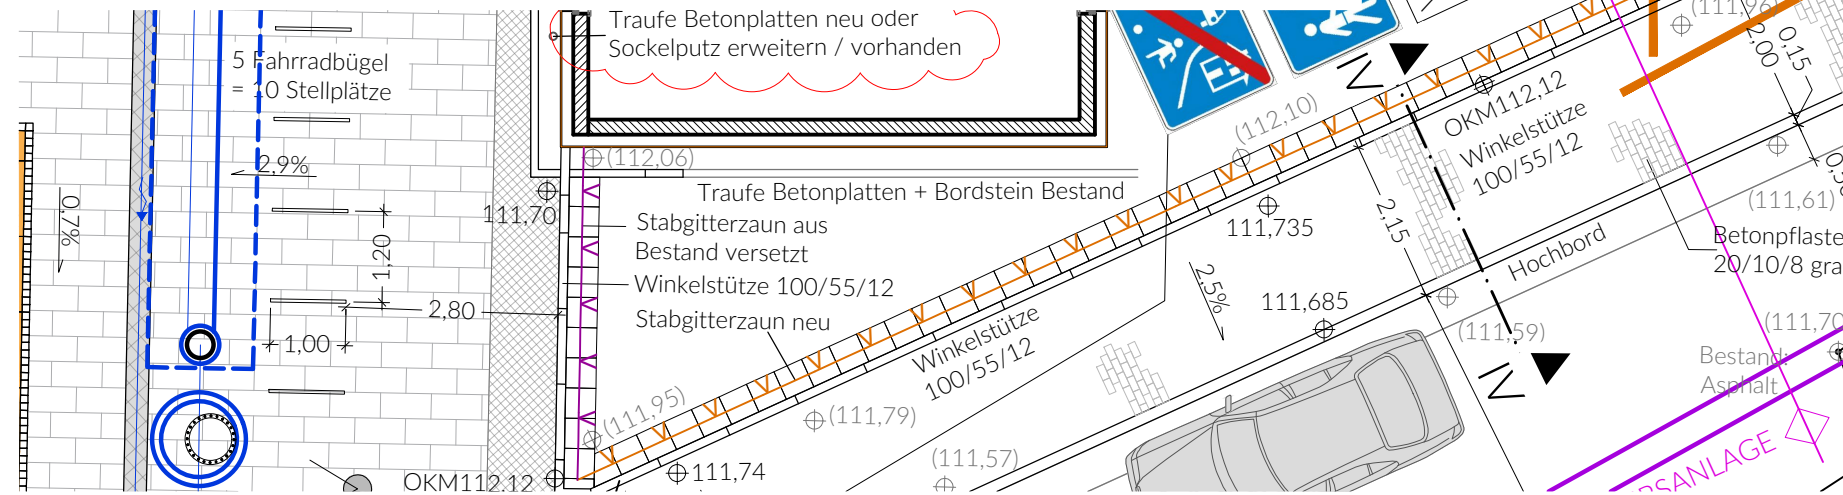 Traufe Betonplatten neu oder
Sockelputz erweitern / vorhanden
5 Fahrradbügel
= 10 Stellplätze
2,9%
0,7%
1,20
1,00
2,80
(112,06)
111,70
Traufe Betonplatten + Bordstein Bestand
Stabgitterzaun aus
Bestand versetzt
Winkelstütze 100/55/12
Stabgitterzaun neu
(111,95)
OKM112,12
111,74
(111,79)
(111,57)
Winkelstütze
100/55/12
(112,10)
111,735
111,685
2,5%
2,15
OKM112,12
Winkelstütze
100/55/12
Hochbord
(111,59)
(111,96)
2,00
0,15
(111,61)
Betonpflaste
20/10/8 gra
(111,70
Bestand:
Asphalt
RSANLAGE